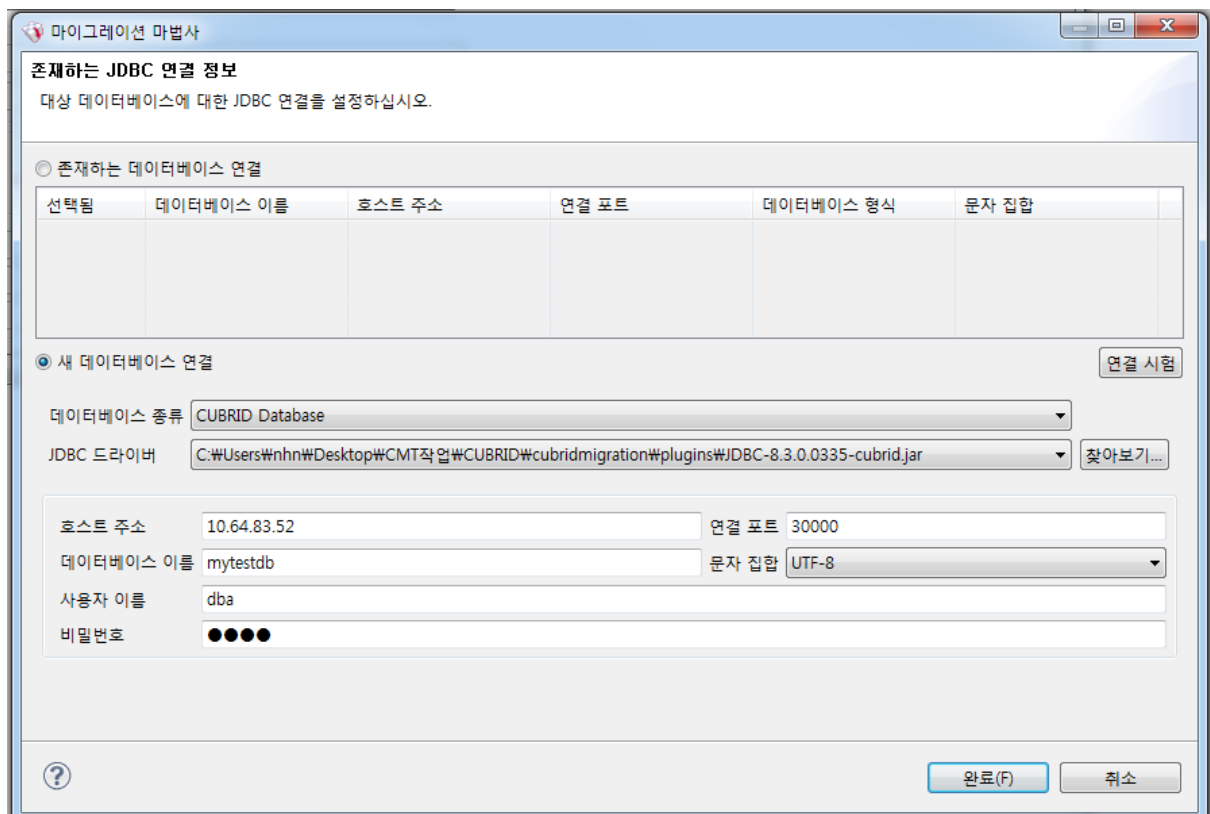 마이그레이션 마법사
존재하는 JDBC 연결 정보
대상 데이터베이스에 대한 JDBC 연결을 설정하십시오.
존재하는 데이터베이스 연결
선택됨 데이터베이스 이름 호스트 주소 연결 포트 데이터베이스 형식 문자 집합
새 데이터베이스 연결 연결 시험
데이터베이스 종류 CUBRID Database
JDBC 드라이버 C:₩Users₩nhn₩Desktop₩CMT작업₩CUBRID₩cubridmigration₩plugins₩JDBC-8.3.0.0335-cubrid.jar 찾아보기...
호스트 주소 10.64.83.52 연결 포트 30000
데이터베이스 이름 mytestdb 문자 집합 UTF-8
사용자 이름 dba
비밀번호 ●●●●
? 완료(F) 취소